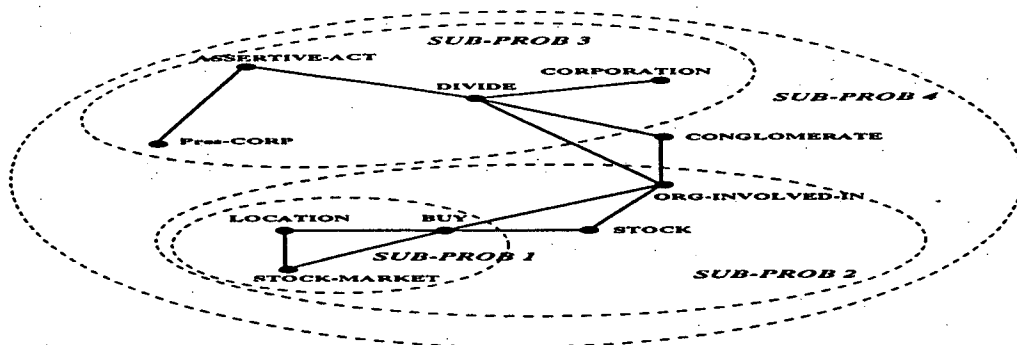 SUB-PROB 3
ASSERTIVE-ACT
CORPORATION
DIVIDE
SUB-PROB 4
Pres-CORP
CONGLOMERATE
ORG-INVOLVED-IN
LOCATION
BUY
STOCK
SUB-PROB 1
STOCK-MARKET
SUB-PROB 2